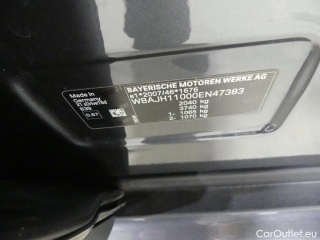 BAYERISCHE MOTOREN WERKE AG
e1*2007/46*1676
WBAJH11000EN47383
2040 kg
3740 kg
1- 1065 kg
2- 1070 kg
Made in
Germany
CarOutlet.eu